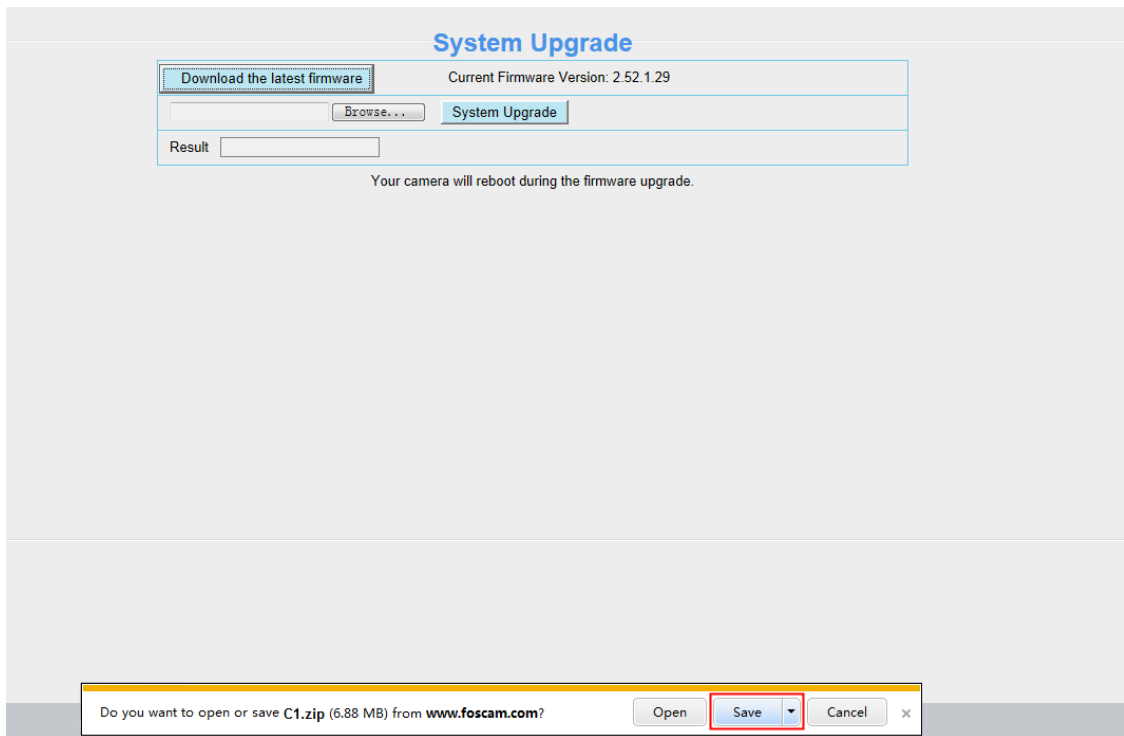 System Upgrade
Download the latest firmware Current Firmware Version: 2.52.1.29
Browse... System Upgrade
Result
Your camera will reboot during the firmware upgrade.
Do you want to open or save C1.zip (6.88 MB) from www.foscam.com? Open Save Cancel ×